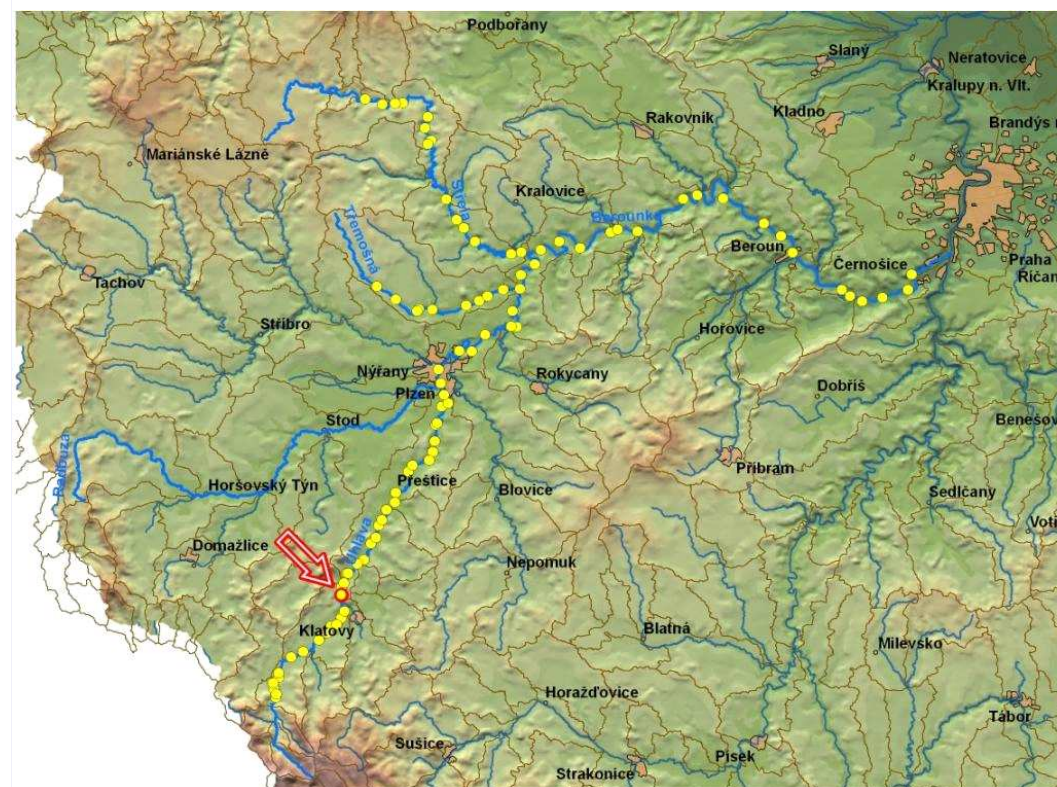 Podbořany
Slaný
Neratovice
Kralupy n. Vlt.
Kladno
Rakovník
Brandýs n
Mariánské Lázně
Kralovice
Střela
Berounka
Třemošná
Beroun
Černošice
Praha
Říčan
Tachov
Stříbro
Hořovice
Nýřany
Rokycany
Dobříš
Plzeň
Stod
Benešov
Radbuza
Přeštice
Příbram
Horšovský Týn
Blovice
Sedlčany
Voti
Úhlava
Domažlice
Nepomuk
Klatovy
Blatná
Milevsko
Horažďovice
Tábor
Sušice
Písek
Strakonice